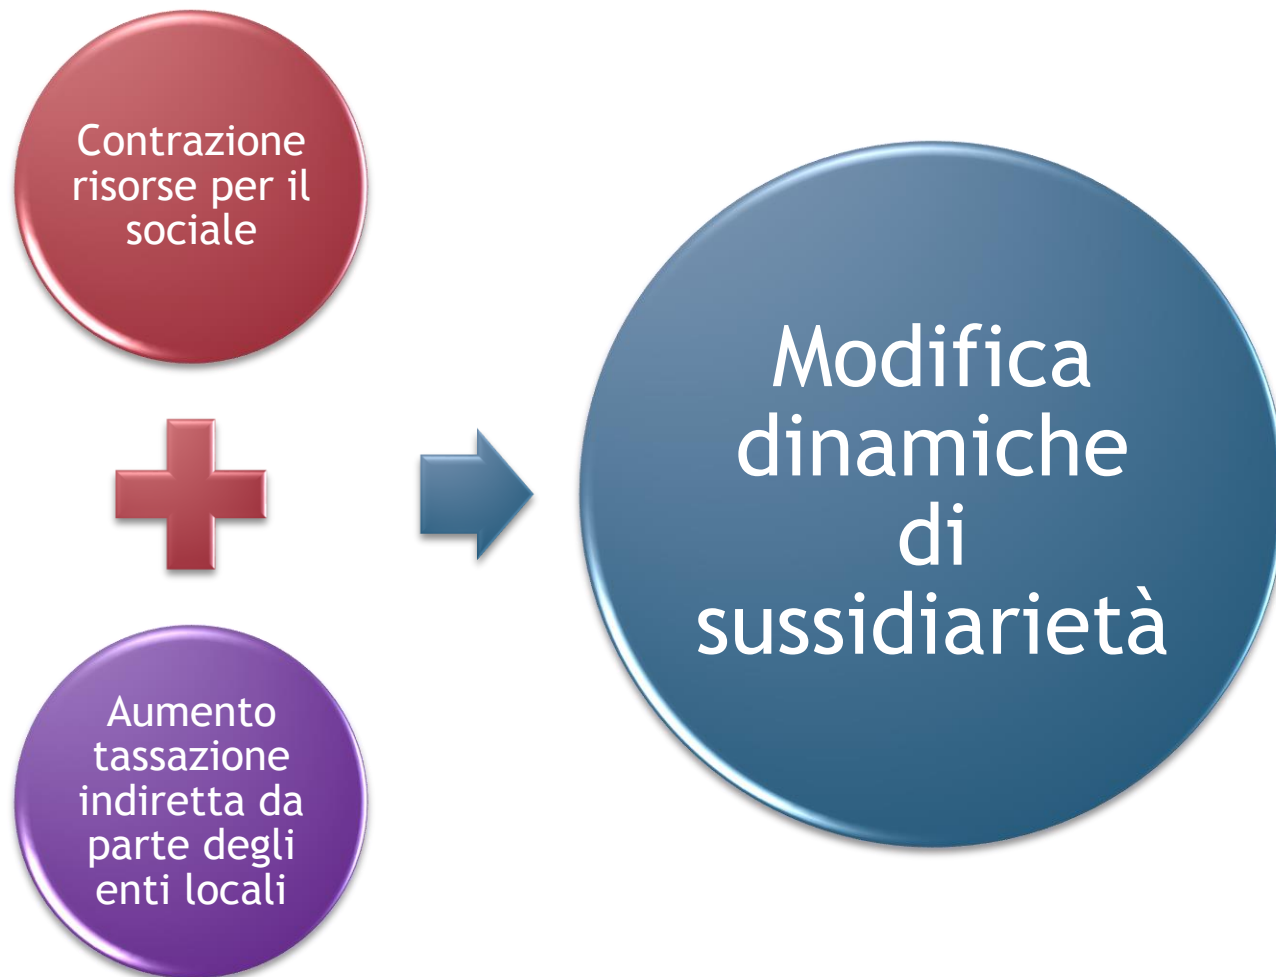 Contrazione
risorse per il
sociale
Aumento
tassazione
indiretta da
parte degli
enti locali
Modifica
dinamiche
di
sussidiarietà